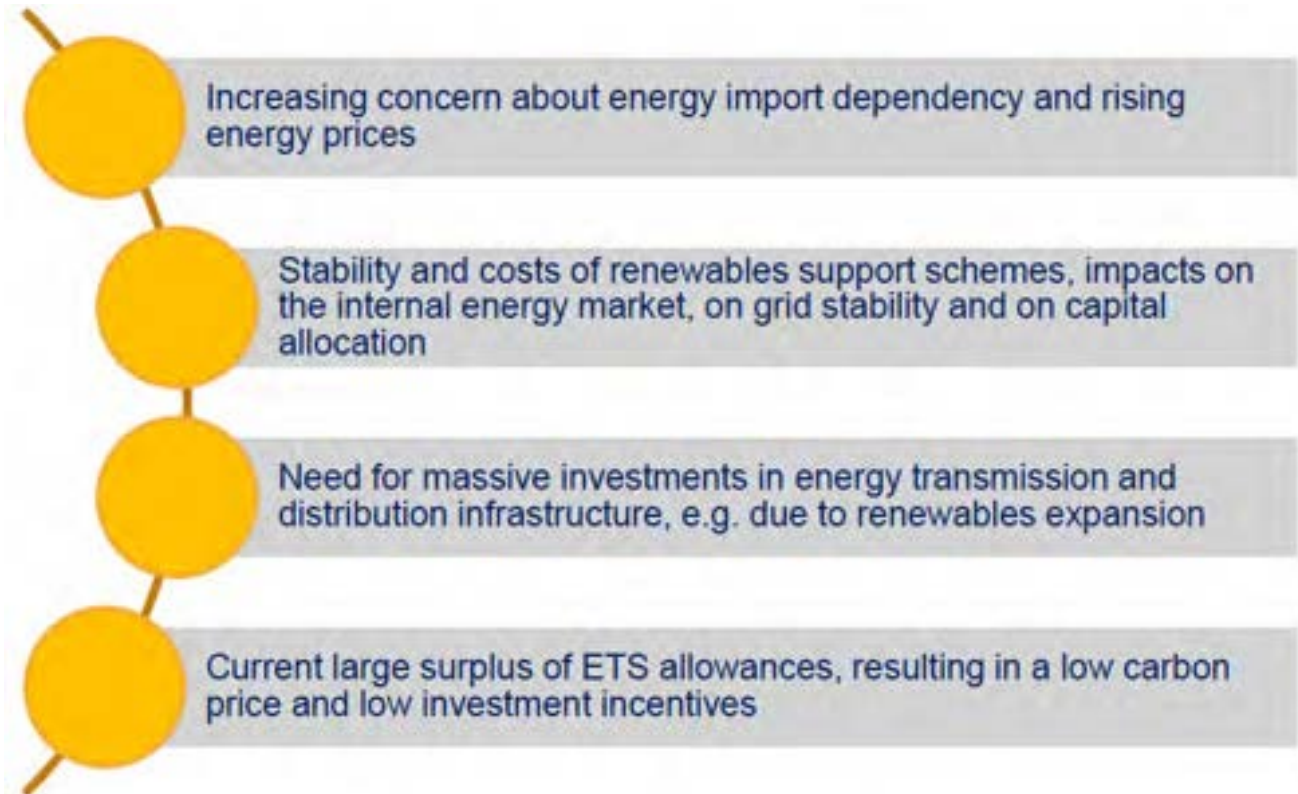 Increasing concern about energy import dependency and rising
energy prices
Stability and costs of renewables support schemes, impacts on
the internal energy market, on grid stability and on capital
allocation
Need for massive investments in energy transmission and
distribution infrastructure, e.g. due to renewables expansion
Current large surplus of ETS allowances, resulting in a low carbon
price and low investment incentives